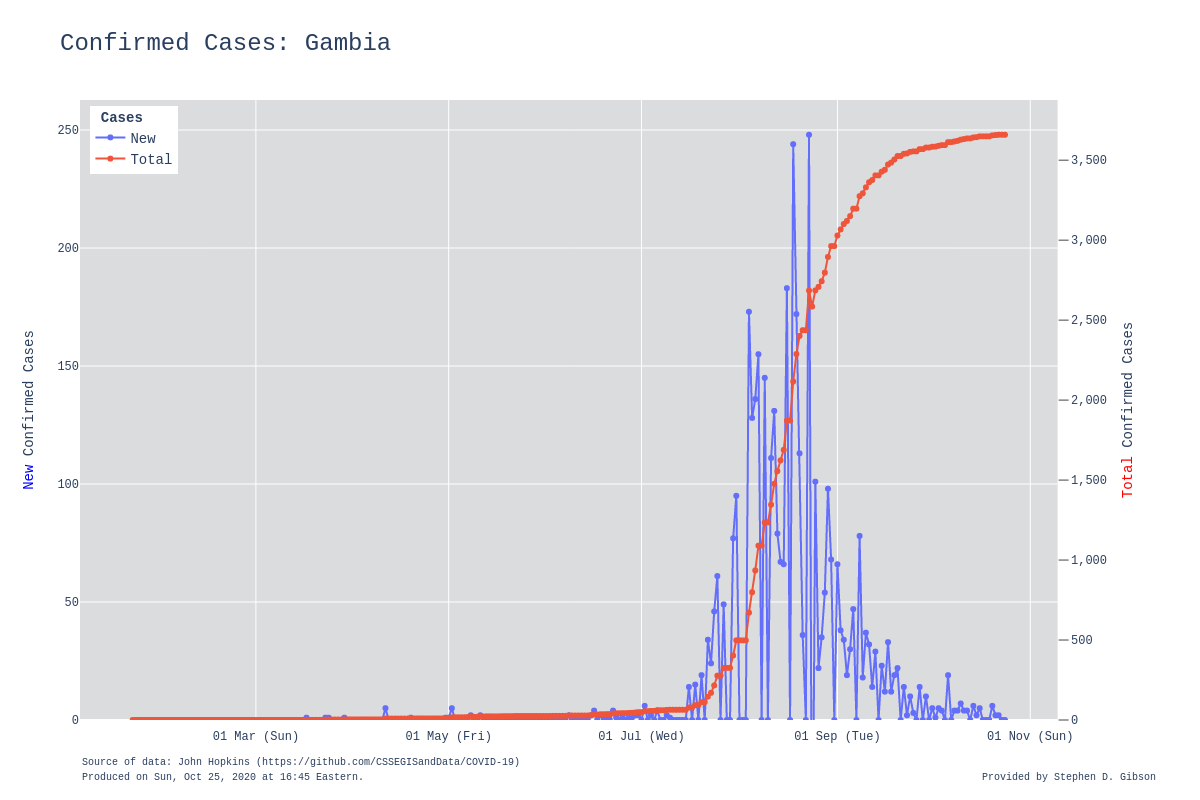 Confirmed Cases: Gambia
Cases
New
Total
250
200
150
100
50
0
3,500
3,000
2,500
2,000
1,500
1,000
500
0
New Confirmed Cases
Total Confirmed Cases
01 Mar (Sun)
01 May (Fri)
01 Jul (Wed)
01 Sep (Tue)
01 Nov (Sun)
Source of data: John Hopkins (https://github.com/CSSEGISandData/COVID-19)
Produced on Sun, Oct 25, 2020 at 16:45 Eastern.
Provided by Stephen D. Gibson